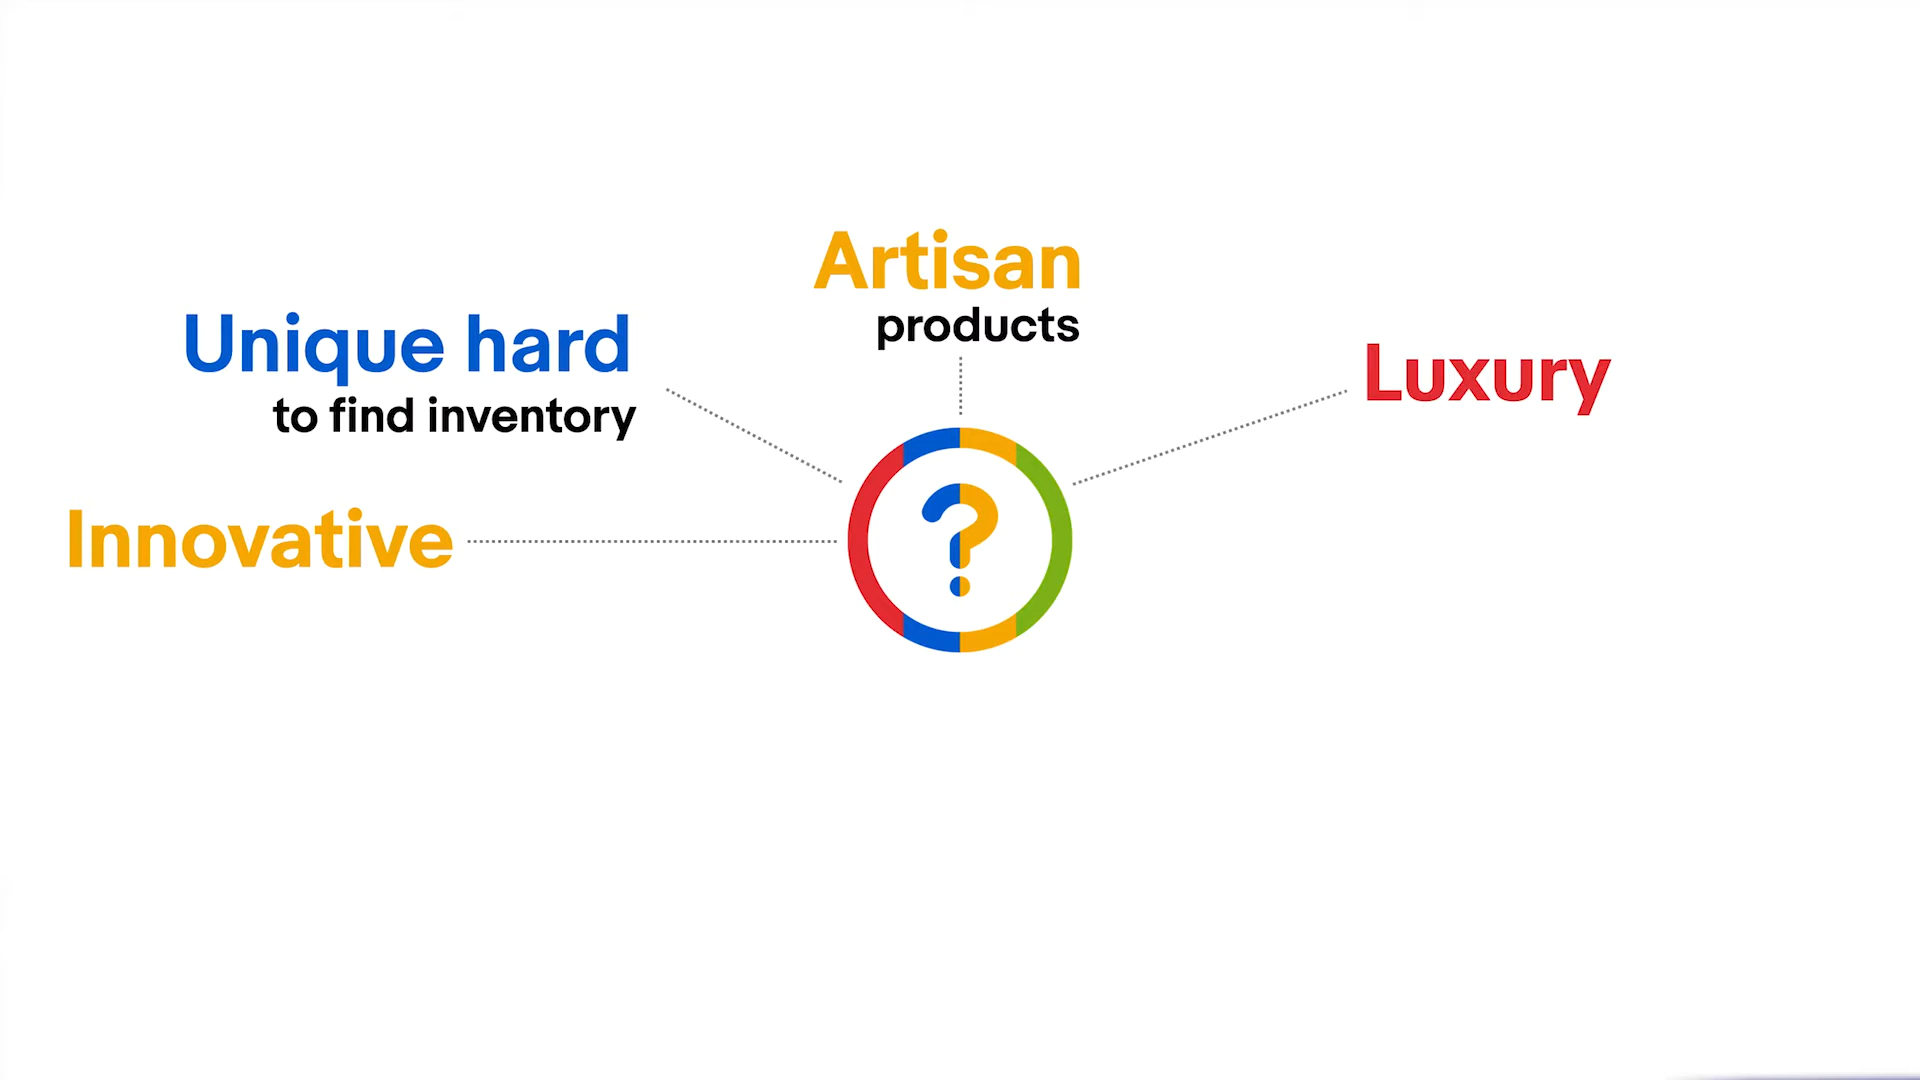 Artisan
products
Unique hard
to find inventory
Luxury
Innovative
?